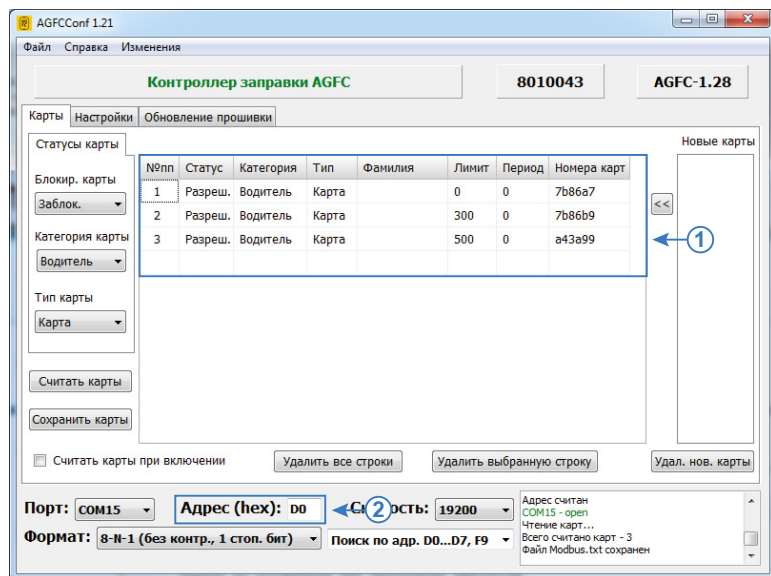 AGFCConf 1.21
Файл Справка Изменения
Контроллер заправки AGFC 8010043 AGFC-1.28
Карты Настройки Обновление прошивки
Статусы карты
Новые карты
Блокир. карты
Заблок.
Категория карты
Водитель
Тип карты
Карта
Считать карты
Сохранить карты
№пп Статус Категория Тип Фамилия Лимит Период Номера карт
1 Разреш. Водитель Карта 0 0 7b86a7
2 Разреш. Водитель Карта 300 0 7b86b9
3 Разреш. Водитель Карта 500 0 a43a99
<<
1
Считать карты при включении
Удалить все строки
Удалить выбранную строку
Удал. нов. карты
Порт: COM15 Адрес (hex): D0 2 19200
Формат: 8-N-1 (без контр., 1 стоп. бит) Поиск по адр. D0...D7, F9
Адрес считан
COM15 - open
Чтение карт...
Всего считано карт - 3
Файл Modbus.txt сохранен